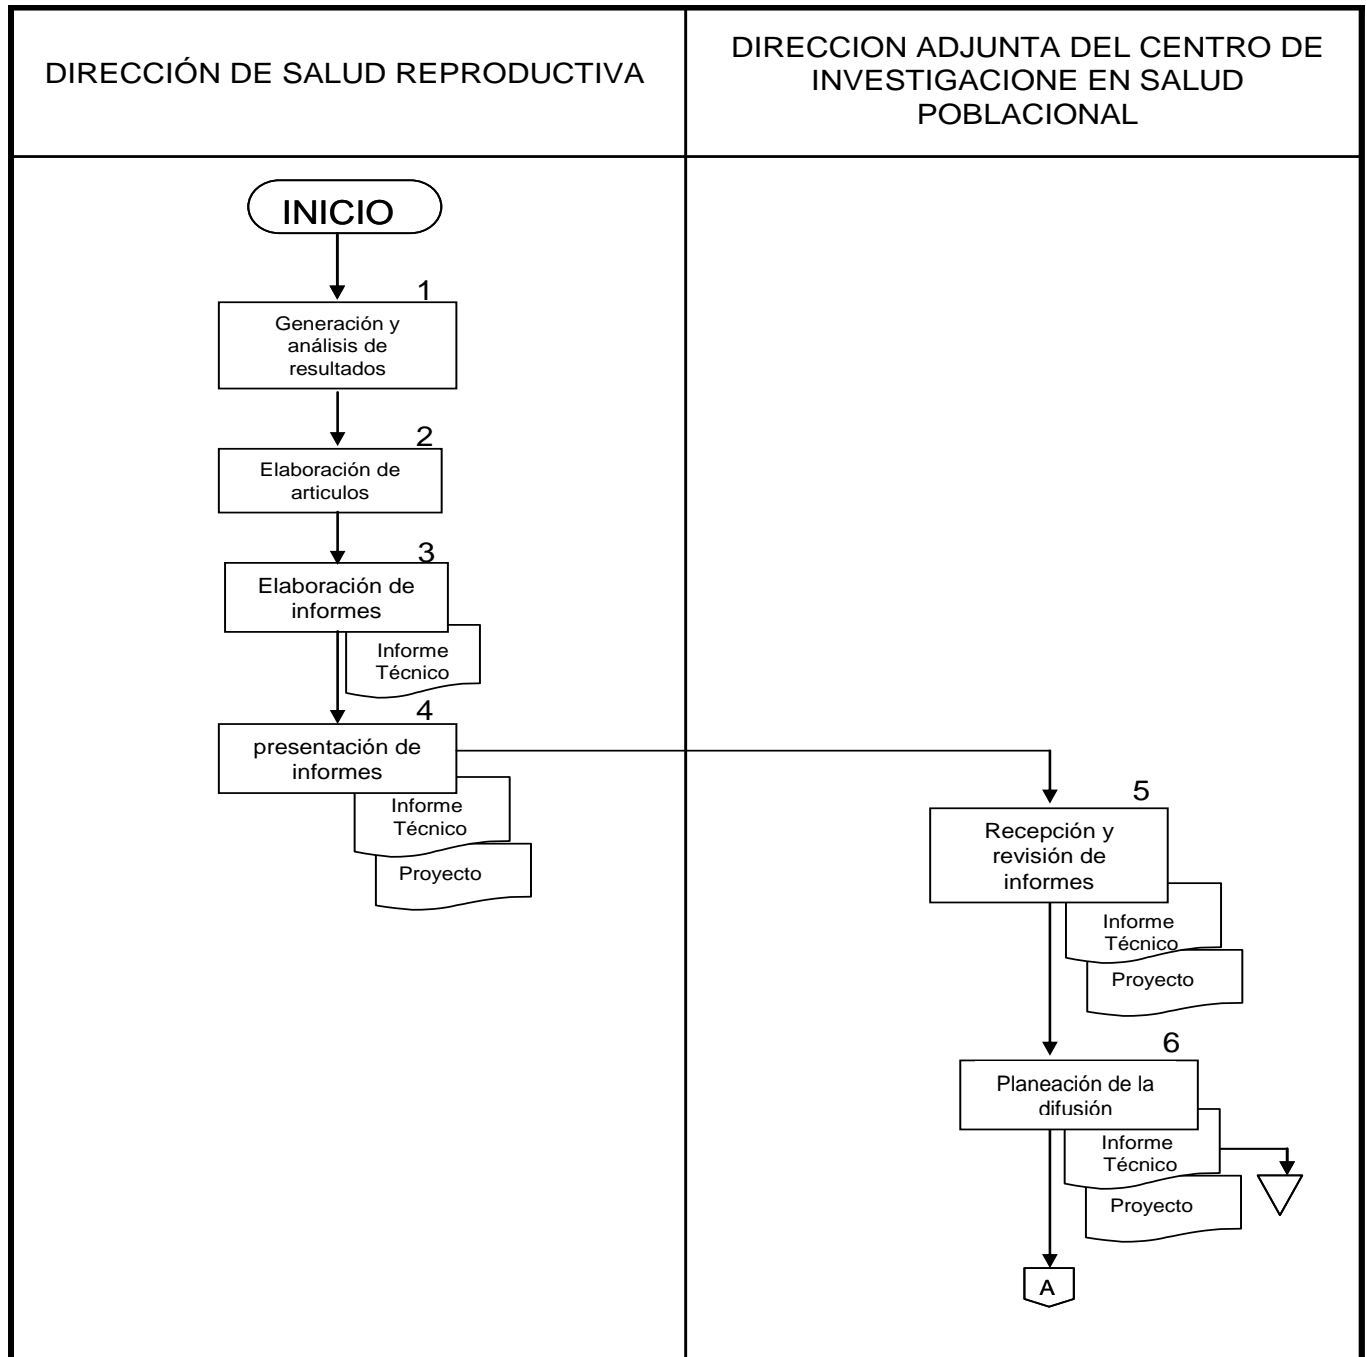 DIRECCIÓN DE SALUD REPRODUCTIVA
DIRECCION ADJUNTA DEL CENTRO DE
INVESTIGACIONE EN SALUD
POBLACIONAL
INICIO
1
Generación y
análisis de
resultados
2
Elaboración de
articulos
3
Elaboración de
informes
Informe
Técnico
4
presentación de
informes
Informe
Técnico
Proyecto
5
Recepción y
revisión de
informes
Informe
Técnico
Proyecto
6
Planeación de la
difusión
Informe
Técnico
Proyecto
A